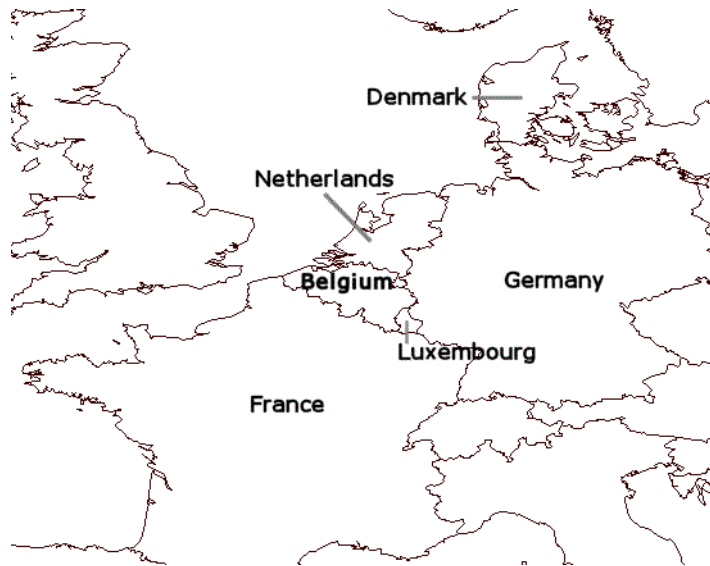 Denmark
Netherlands
Belgium
Germany
Luxembourg
France